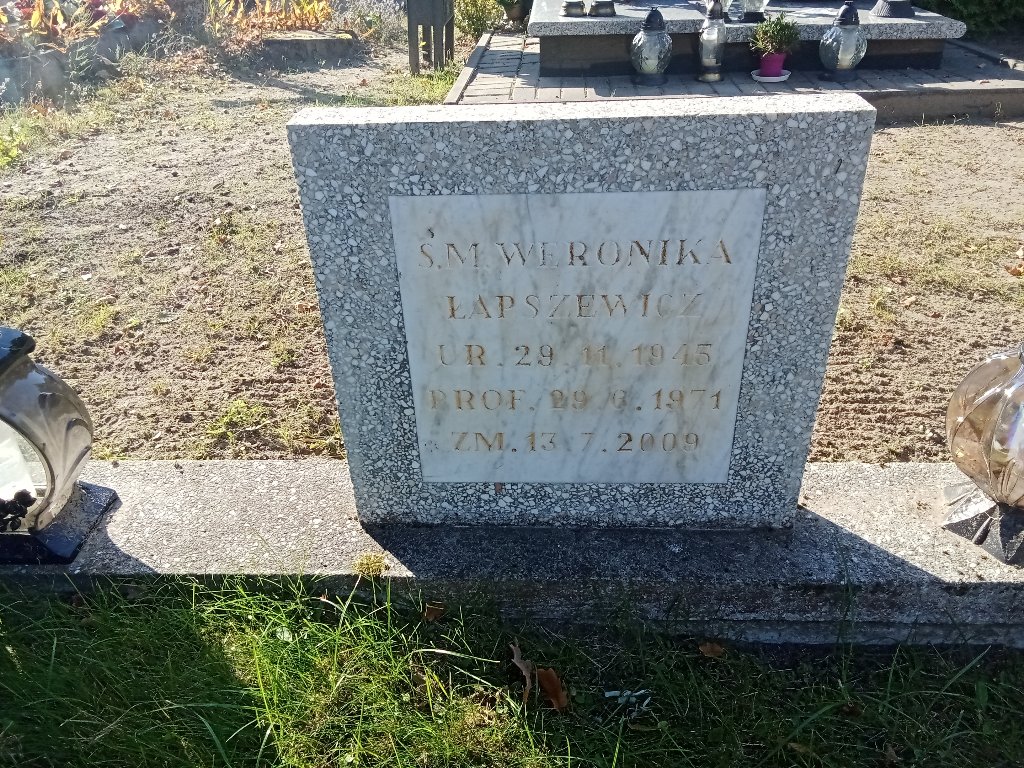 Ś.M. WERONIKA
ŁAPSZEWICZ
UR. 29.11.1945
PROF. 29.6.1971
ZM. 13.7.2009